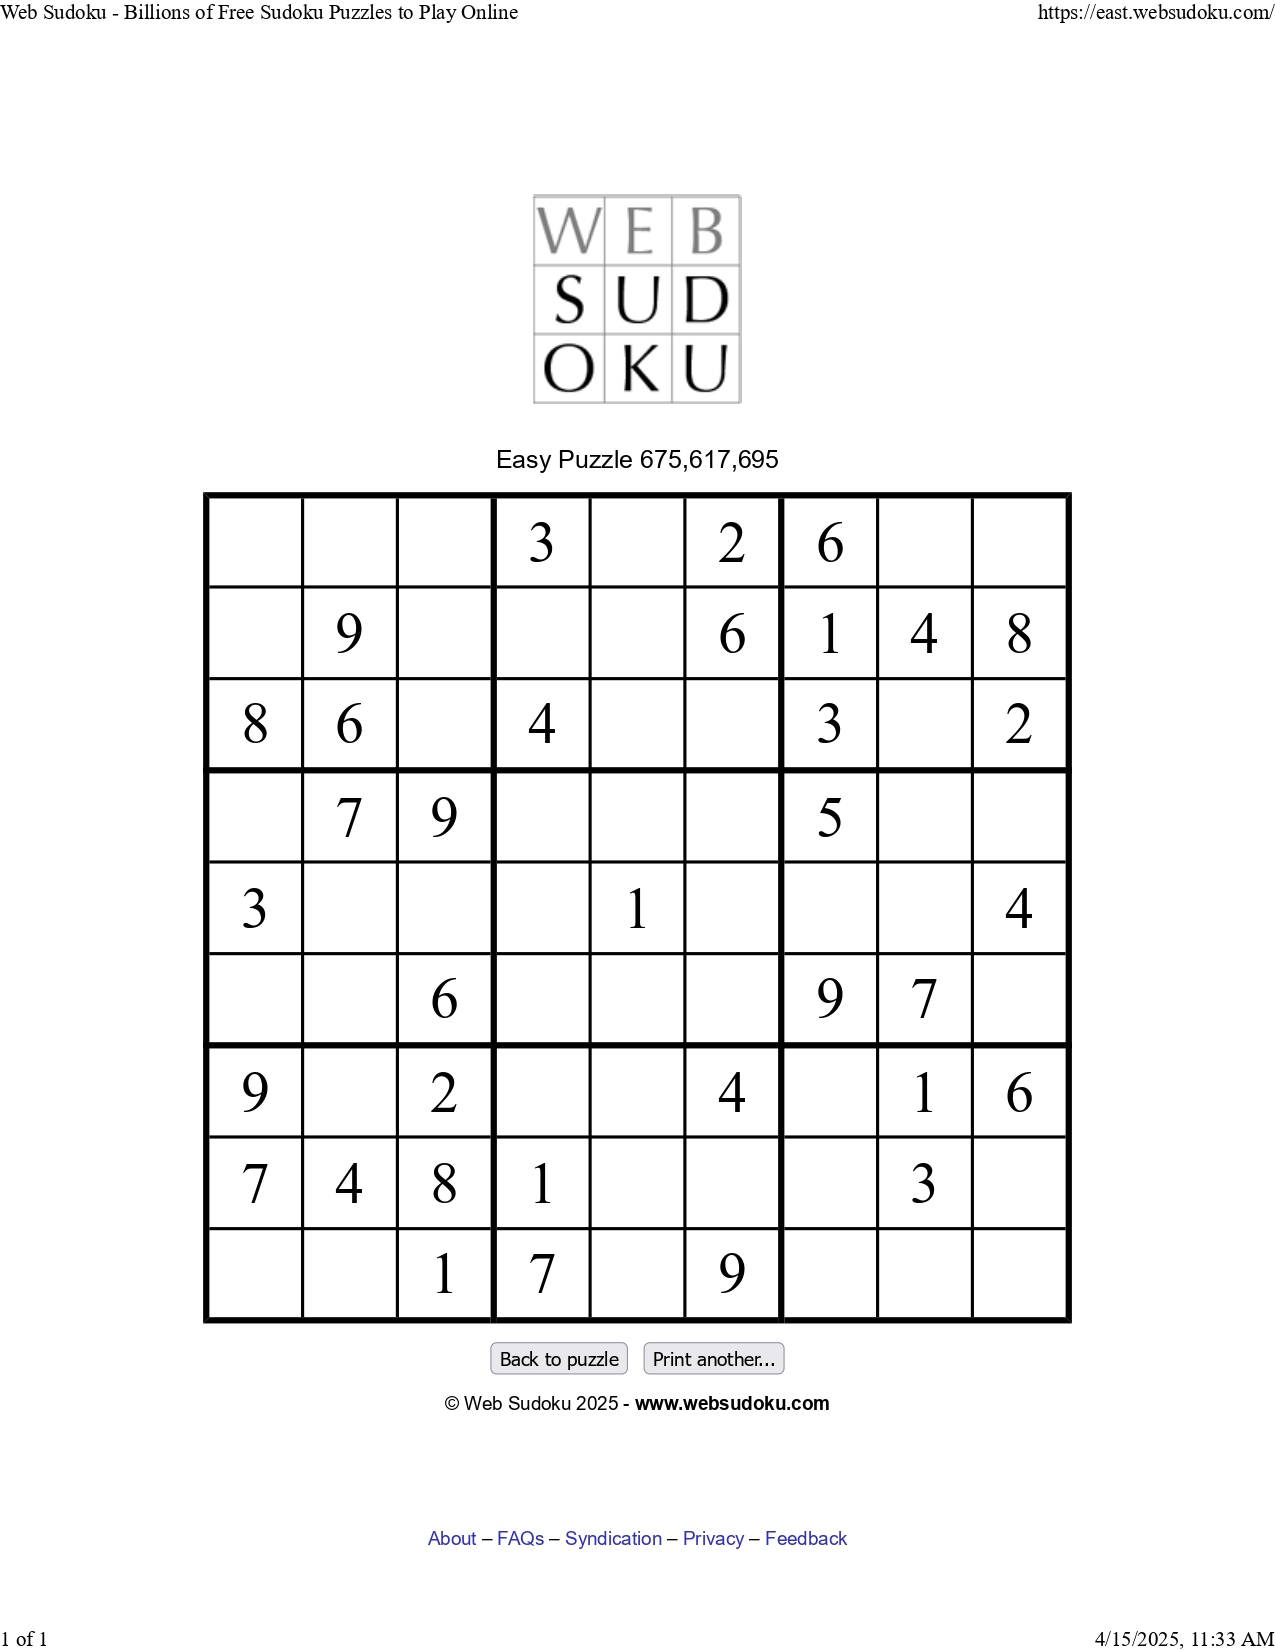 Web Sudoku - Billions of Free Sudoku Puzzles to Play Online https://east.websudoku.com/
WEB
SUD
OKU
Easy Puzzle 675,617,695
3 2 6
9 6 1 4 8
8 6 4 3 2
7 9 5
3 1 4
6 9 7
9 2 4 1 6
7 4 8 1 3
1 7 9
Back to puzzle Print another...
© Web Sudoku 2025 - www.websudoku.com
About – FAQs – Syndication – Privacy – Feedback
1 of 1 4/15/2025, 11:33 AM